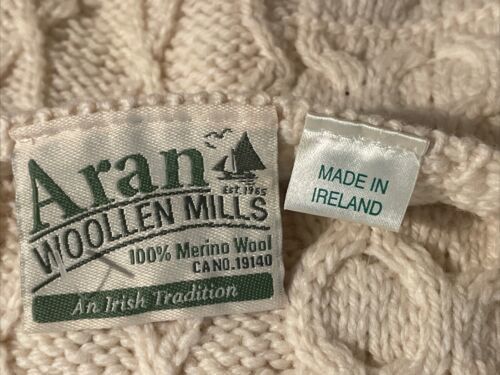 Aran
EST. 1965
WOOLLEN MILLS
100% Merino Wool
CA NO.19140
An Irish Tradition
MADE IN
IRELAND